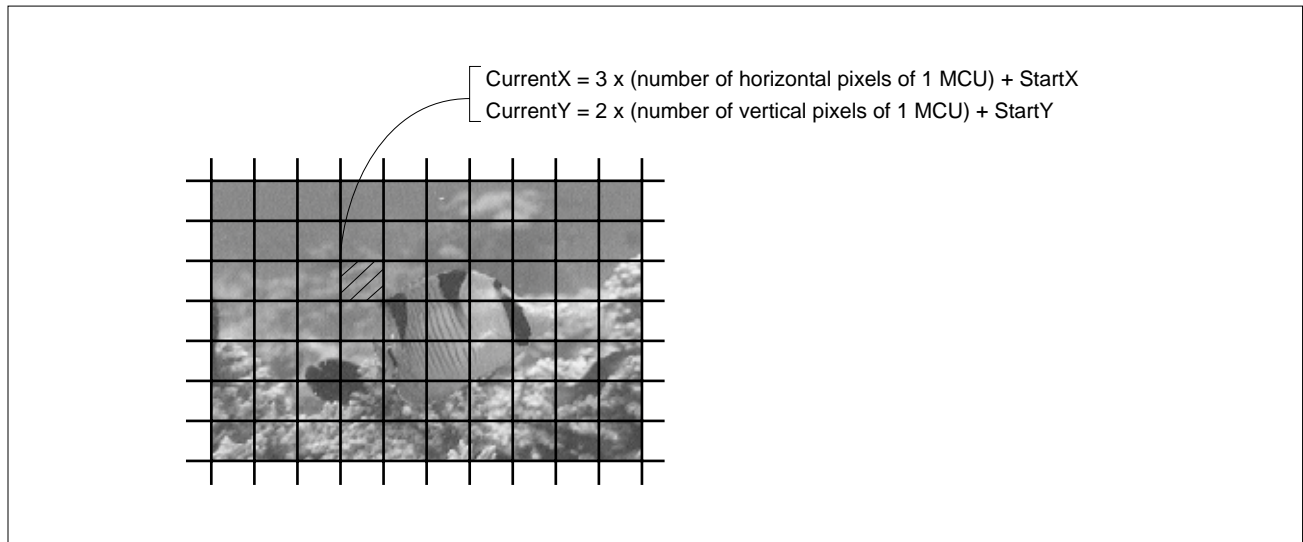 CurrentX = 3 x (number of horizontal pixels of 1 MCU) + StartX
CurrentY = 2 x (number of vertical pixels of 1 MCU) + StartY